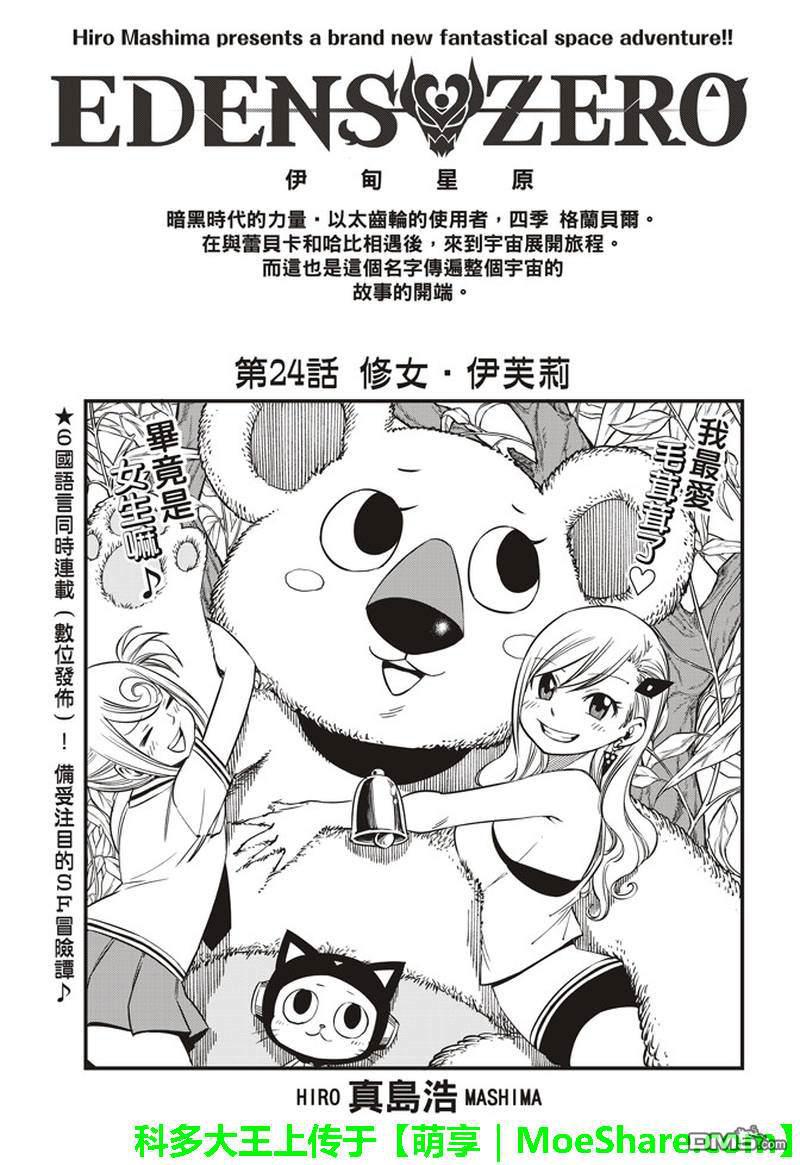 Hiro Mashima presents a brand new fantastical space adventure!!
EDENS ZERO
伊甸星原
暗黑時代的力量·以太齒輪的使用者，四季 格蘭貝爾。
在與蕾貝卡和哈比相遇後，來到宇宙展開旅程。
而這也是這個名字傳遍整個宇宙的
故事的開端。
第24話 修女·伊芙莉
我最愛
毛茸茸了♡
畢竟是
女生嘛♪
★6國語言同時連載（數位發佈）！ 備受注目的SF冒險譚♪
HIRO 真島浩 MASHIMA
科多大王上传于【萌享｜MoeShare